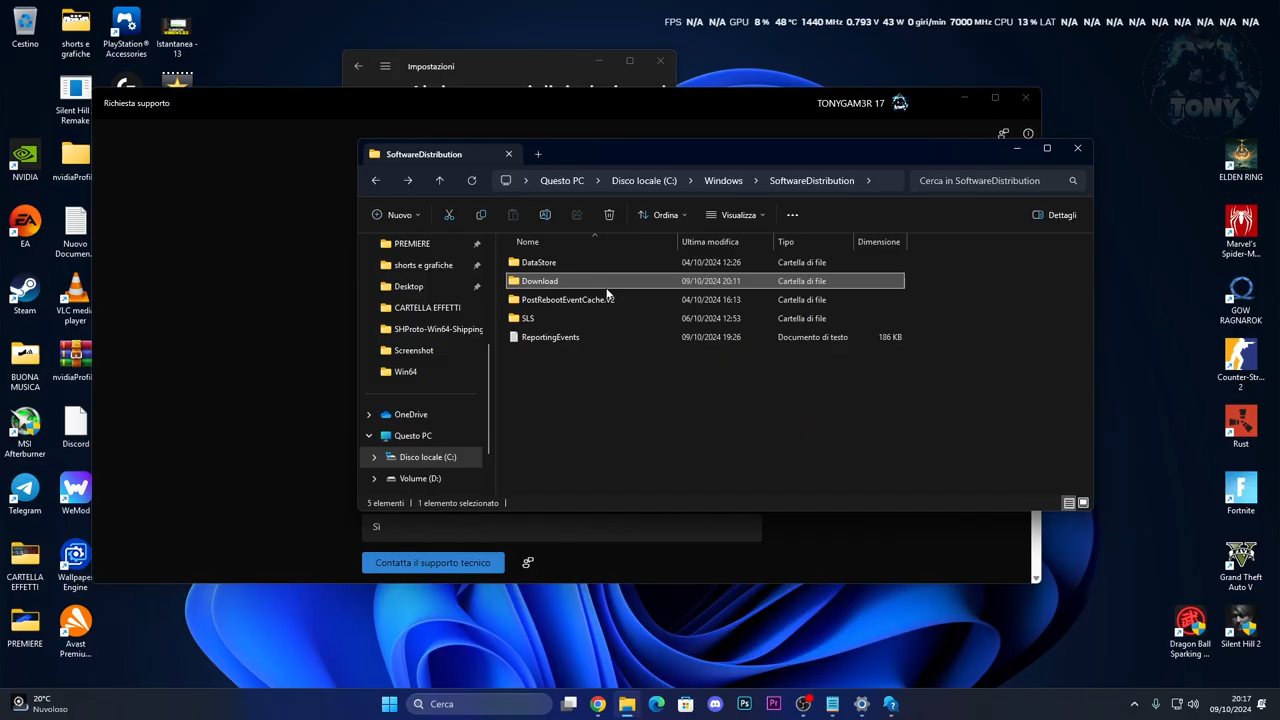 FPS N/A N/A GPU 8 % 48 °C 1440 MHz 0.793 V 43 W 0 giri/min 7000 MHz CPU 13 % LAT N/A N/A N/A N/A N/A N/A N/A N/A
Cestino
shorts e grafiche
PlayStation® Accessories
Istantanea - 13
Silent Hill Remake
NVIDIA
nvidiaProfil
EA
Nuovo Documen...
Steam
VLC media player
BUONA MUSICA
nvidiaProfil
MSI Afterburner
Discord
Telegram
WeMod
CARTELLA EFFETTI
Wallpaper Engine
PREMIERE
Avast Premiu...
Impostazioni
Richiesta supporto
TONYGAM3R 17
SoftwareDistribution
Questo PC
Disco locale (C:)
Windows
SoftwareDistribution
Cerca in SoftwareDistribution
Nuovo
Ordina
Visualizza
Dettagli
PREMIERE
shorts e grafiche
Desktop
CARTELLA EFFETTI
SHProto-Win64-Shipping
Screenshot
Win64
OneDrive
Questo PC
Disco locale (C:)
Volume (D:)
Nome Ultima modifica Tipo Dimensione
DataStore 04/10/2024 12:26 Cartella di file
Download 09/10/2024 20:11 Cartella di file
PostRebootEventCache.V2 04/10/2024 16:13 Cartella di file
SLS 06/10/2024 12:53 Cartella di file
ReportingEvents 09/10/2024 19:26 Documento di testo 186 KB
5 elementi 1 elemento selezionato
Sì
Contatta il supporto tecnico
TONY
ELDEN RING
Marvel's Spider-M...
GOW RAGNAROK
Counter-Str... 2
Rust
Fortnite
Grand Theft Auto V
Dragon Ball Sparking ...
Silent Hill 2
20°C
Nuvoloso
Cerca
Ps
Pr
20:17
09/10/2024